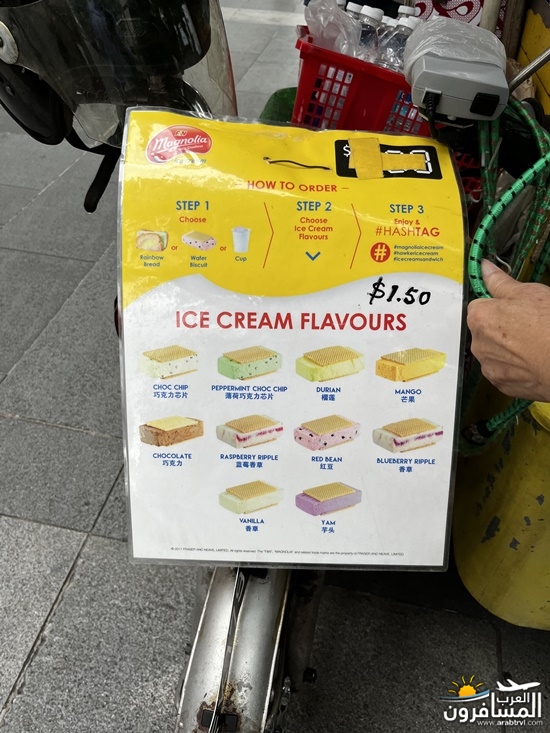 F&N
Magnolia
$
HOW TO ORDER
STEP 1
Choose
Rainbow
Bread
or
Wafer
Biscuit
or
Cup
STEP 2
Choose
Ice Cream
Flavours
STEP 3
Enjoy &
#HASHTAG
#
#magnoliaicecream
#hawkericecream
#icecreamsandwich
$1.50
ICE CREAM FLAVOURS
CHOC CHIP
巧克力芯片
PEPPERMINT CHOC CHIP
薄荷巧克力芯片
DURIAN
榴莲
MANGO
芒果
CHOCOLATE
巧克力
RASPBERRY RIPPLE
蓝莓香草
RED BEAN
红豆
BLUEBERRY RIPPLE
香草
VANILLA
香草
YAM
芋头
العرب
المسافرون
www.arabtrvl.com